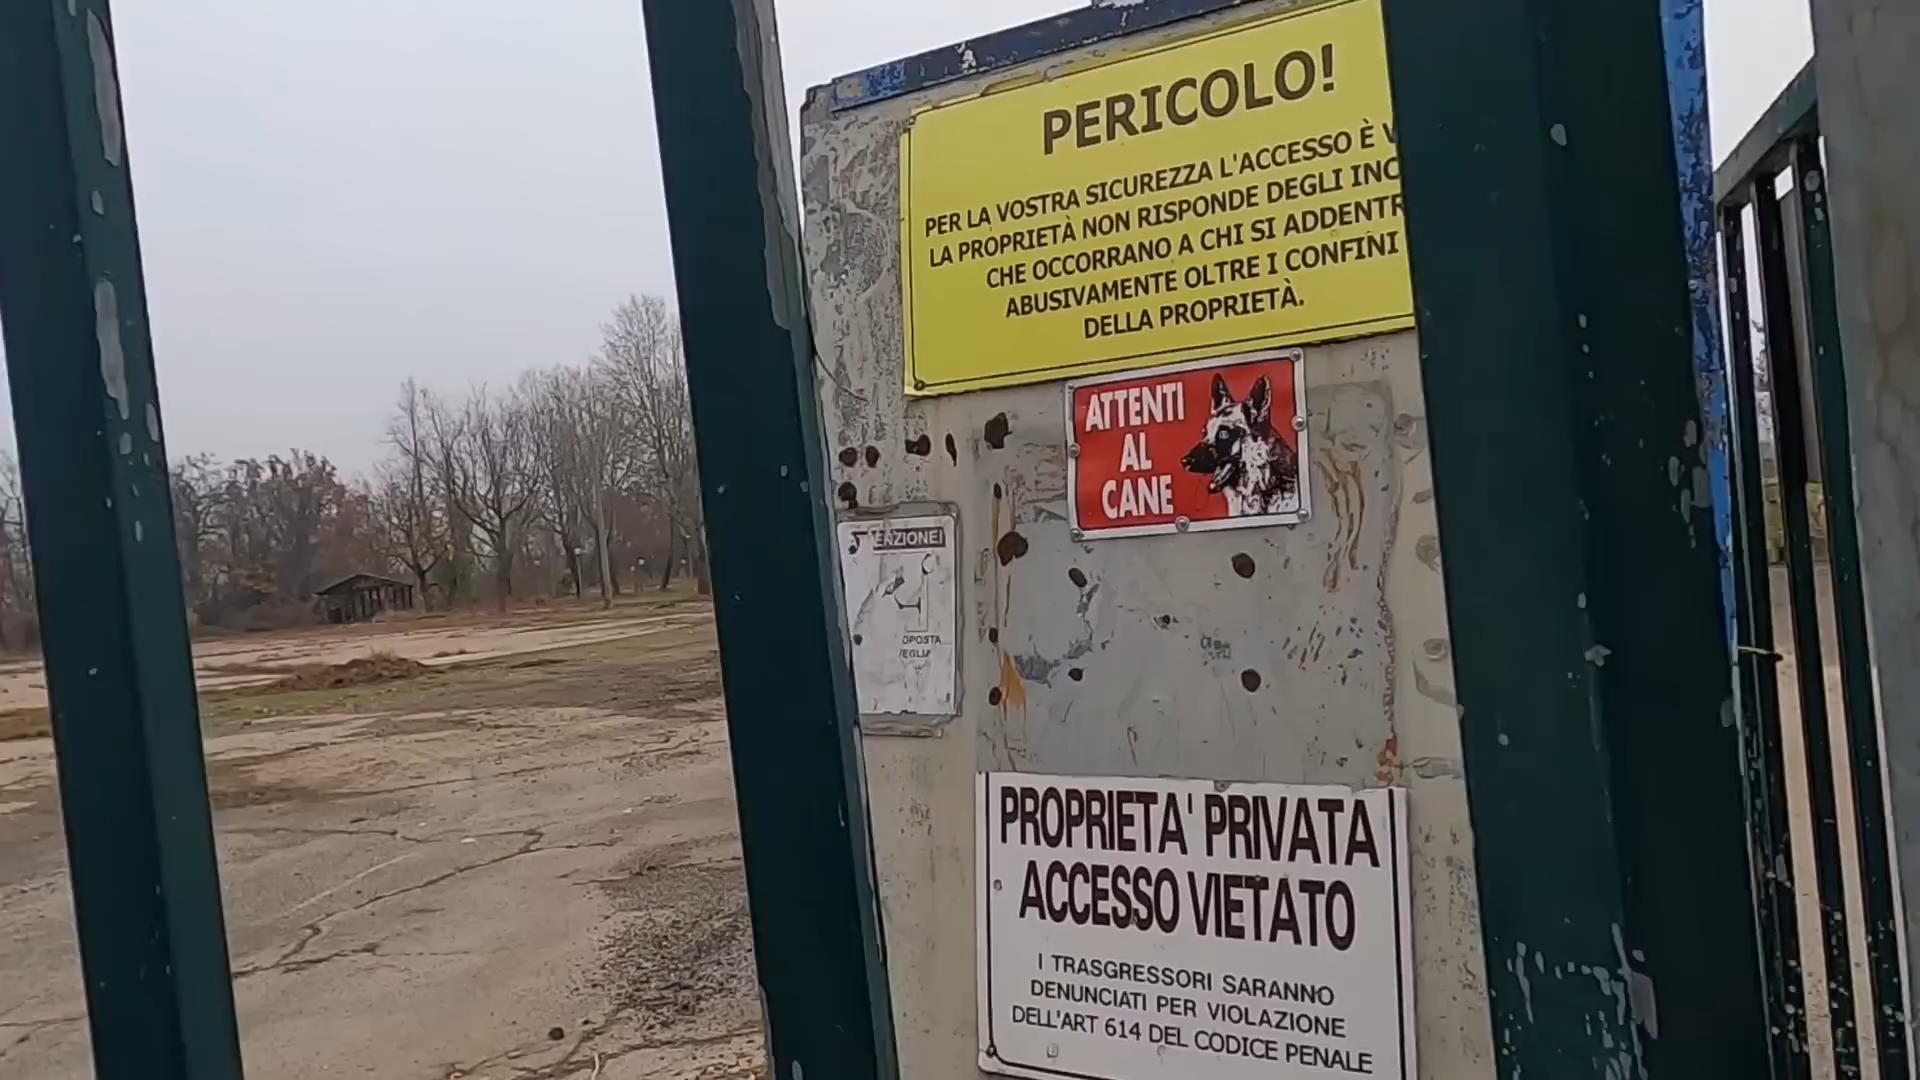 PERICOLO!
PER LA VOSTRA SICUREZZA L'ACCESSO È
LA PROPRIETÀ NON RISPONDE DEGLI
CHE OCCORRANO A CHI SI
ABUSIVAMENTE OLTRE I CONFINI
DELLA PROPRIETÀ.
ATTENTI
AL
CANE
PROPRIETA' PRIVATA
ACCESSO VIETATO
I TRASGRESSORI SARANNO
DENUNCIATI PER VIOLAZIONE
DELL'ART 614 DEL CODICE PENALE